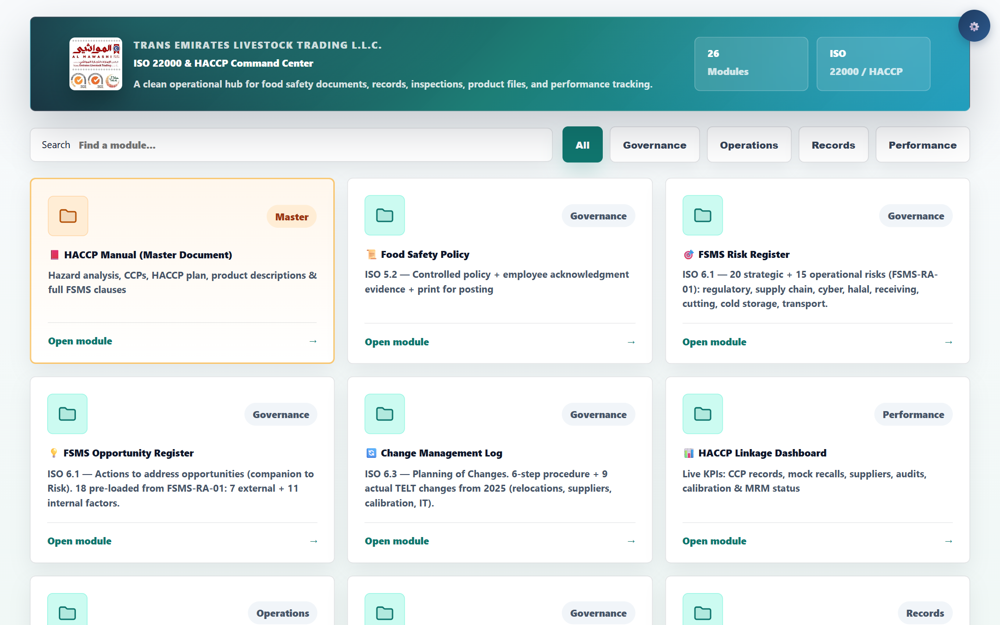 المواشي
AL MAWASHI
Trans Emirates Livestock Trading L.L.C.
SGS
SGS
حلال
HALAL
TRANS EMIRATES LIVESTOCK TRADING L.L.C.
ISO 22000 & HACCP Command Center
A clean operational hub for food safety documents, records, inspections, product files, and performance tracking.
26
Modules
ISO
22000 / HACCP
Search Find a module...
All
Governance
Operations
Records
Performance
Master
HACCP Manual (Master Document)
Hazard analysis, CCPs, HACCP plan, product descriptions &
full FSMS clauses
Open module →
Governance
Food Safety Policy
ISO 5.2 — Controlled policy + employee acknowledgment
evidence + print for posting
Open module →
Governance
FSMS Risk Register
ISO 6.1 — 20 strategic + 15 operational risks (FSMS-RA-
01): regulatory, supply chain, cyber, halal, receiving,
cutting, cold storage, transport.
Open module →
Governance
FSMS Opportunity Register
ISO 6.1 — Actions to address opportunities (companion to
Risk). 18 pre-loaded from FSMS-RA-01: 7 external + 11
internal factors.
Open module →
Governance
Change Management Log
ISO 6.3 — Planning of Changes. 6-step procedure + 9
actual TELT changes from 2025 (relocations, suppliers,
calibration, IT).
Open module →
Performance
HACCP Linkage Dashboard
Live KPIs: CCP records, mock recalls, suppliers, audits,
calibration & MRM status
Open module →
Operations
Governance
Records